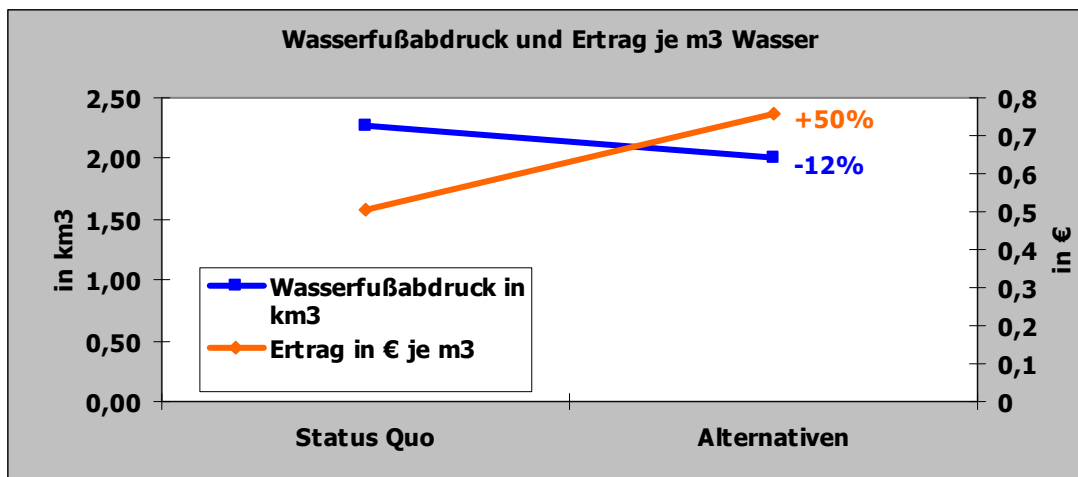 Wasserfußabdruck und Ertrag je m3 Wasser
2,50
2,00
1,50
1,00
0,50
0,00
in km3
0,8
0,7
0,6
0,5
0,4
0,3
0,2
0,1
0
in €
+50%
-12%
Wasserfußabdruck in
km3
Ertrag in € je m3
Status Quo
Alternativen